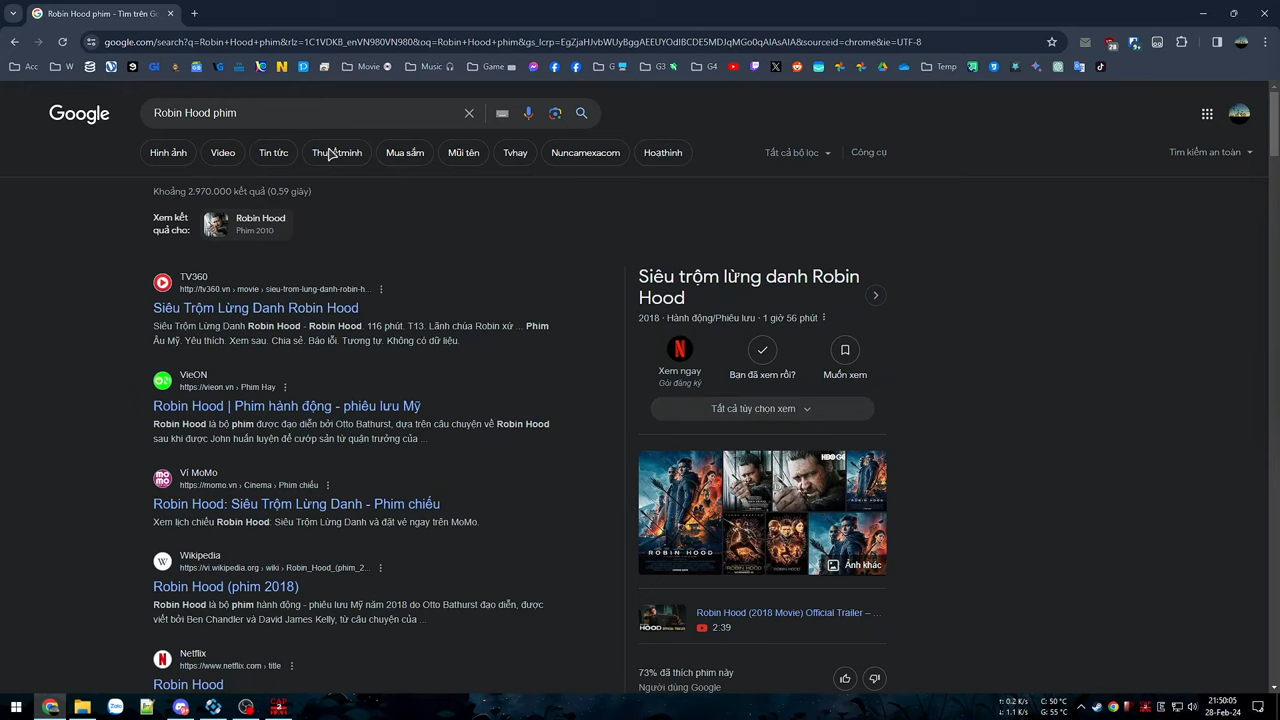 Robin Hood phim - Tìm trên Go
google.com/search?q=Robin+Hood+phim&rlz=1C1VDKB_enVN980VN980&oq=Robin+Hood+phim&gs_lcrp=EgZjaHJvbWUyBggAEEUYOdIBCDE5MDJqMGo0qAIAsAIA&sourceid=chrome&ie=UTF-8
28
Acc
W
Movie
Music
Game
G
G3
G4
Temp
Google
Robin Hood phim
Hình ảnh
Video
Tin tức
Thuyết minh
Mua sắm
Mũi tên
Tvhay
Nuncamexacom
Hoạthình
Tất cả bộ lọc
Công cụ
Tìm kiếm an toàn
Khoảng 2.970.000 kết quả (0,59 giây)
Xem kết quả cho:
Robin Hood
Phim 2010
TV360
http://tv360.vn › movie › sieu-trom-lung-danh-robin-h...
Siêu Trộm Lừng Danh Robin Hood
Siêu Trộm Lừng Danh Robin Hood - Robin Hood. 116 phút. T13. Lãnh chúa Robin xứ ... Phim
Âu Mỹ. Yêu thích. Xem sau. Chia sẻ. Báo lỗi. Tương tự. Không có dữ liệu.
VieON
https://vieon.vn › Phim Hay
Robin Hood | Phim hành động - phiêu lưu Mỹ
Robin Hood là bộ phim được đạo diễn bởi Otto Bathurst, dựa trên câu chuyện về Robin Hood
sau khi được John huấn luyện để cướp sản từ quận trưởng của ...
Ví MoMo
https://momo.vn › Cinema › Phim chiếu
Robin Hood: Siêu Trộm Lừng Danh - Phim chiếu
Xem lịch chiếu Robin Hood: Siêu Trộm Lừng Danh và đặt vé ngay trên MoMo.
Wikipedia
https://vi.wikipedia.org › wiki › Robin_Hood_(phim_2...
Robin Hood (phim 2018)
Robin Hood là bộ phim hành động - phiêu lưu Mỹ năm 2018 do Otto Bathurst đạo diễn, được
viết bởi Ben Chandler và David James Kelly, từ câu chuyện của ...
Netflix
https://www.netflix.com › title
Robin Hood
Siêu trộm lừng danh Robin
Hood
2018 · Hành động/Phiêu lưu · 1 giờ 56 phút
Xem ngay
Gói đăng ký
Bạn đã xem rồi?
Muốn xem
Tất cả tùy chọn xem
HBOGO
ROBIN HOOD
Ảnh khác
Robin Hood (2018 Movie) Official Trailer – ...
2:39
73% đã thích phim này
Người dùng Google
Zalo
CAP
2
↑: 0.2 K/s
↓: 1.1 K/s
C: 50 °C
G: 55 °C
21:50:05
28-Feb-24